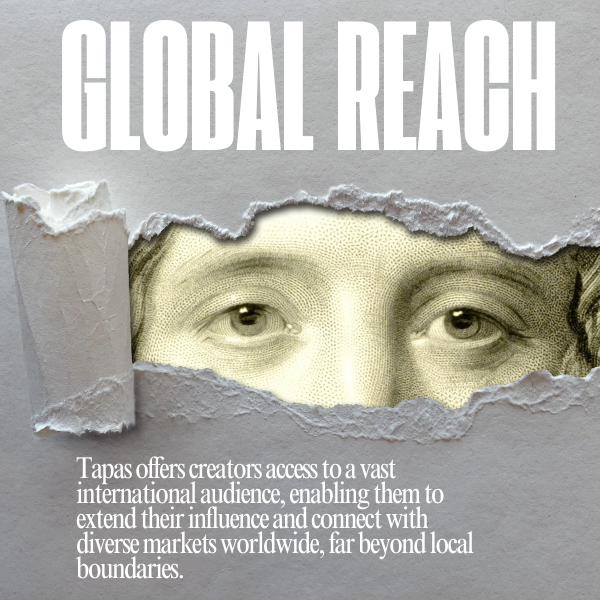 GLOBAL REACH
Tapas offers creators access to a vast
international audience, enabling them to
extend their influence and connect with
diverse markets worldwide, far beyond local
boundaries.